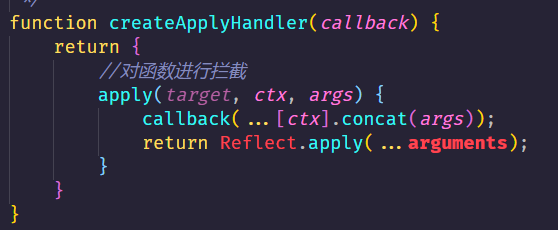 */
function createApplyHandler(callback) {
return {
//对函数进行拦截
apply(target, ctx, args) {
callback(...[ctx].concat(args));
return Reflect.apply(...arguments);
}
}
}